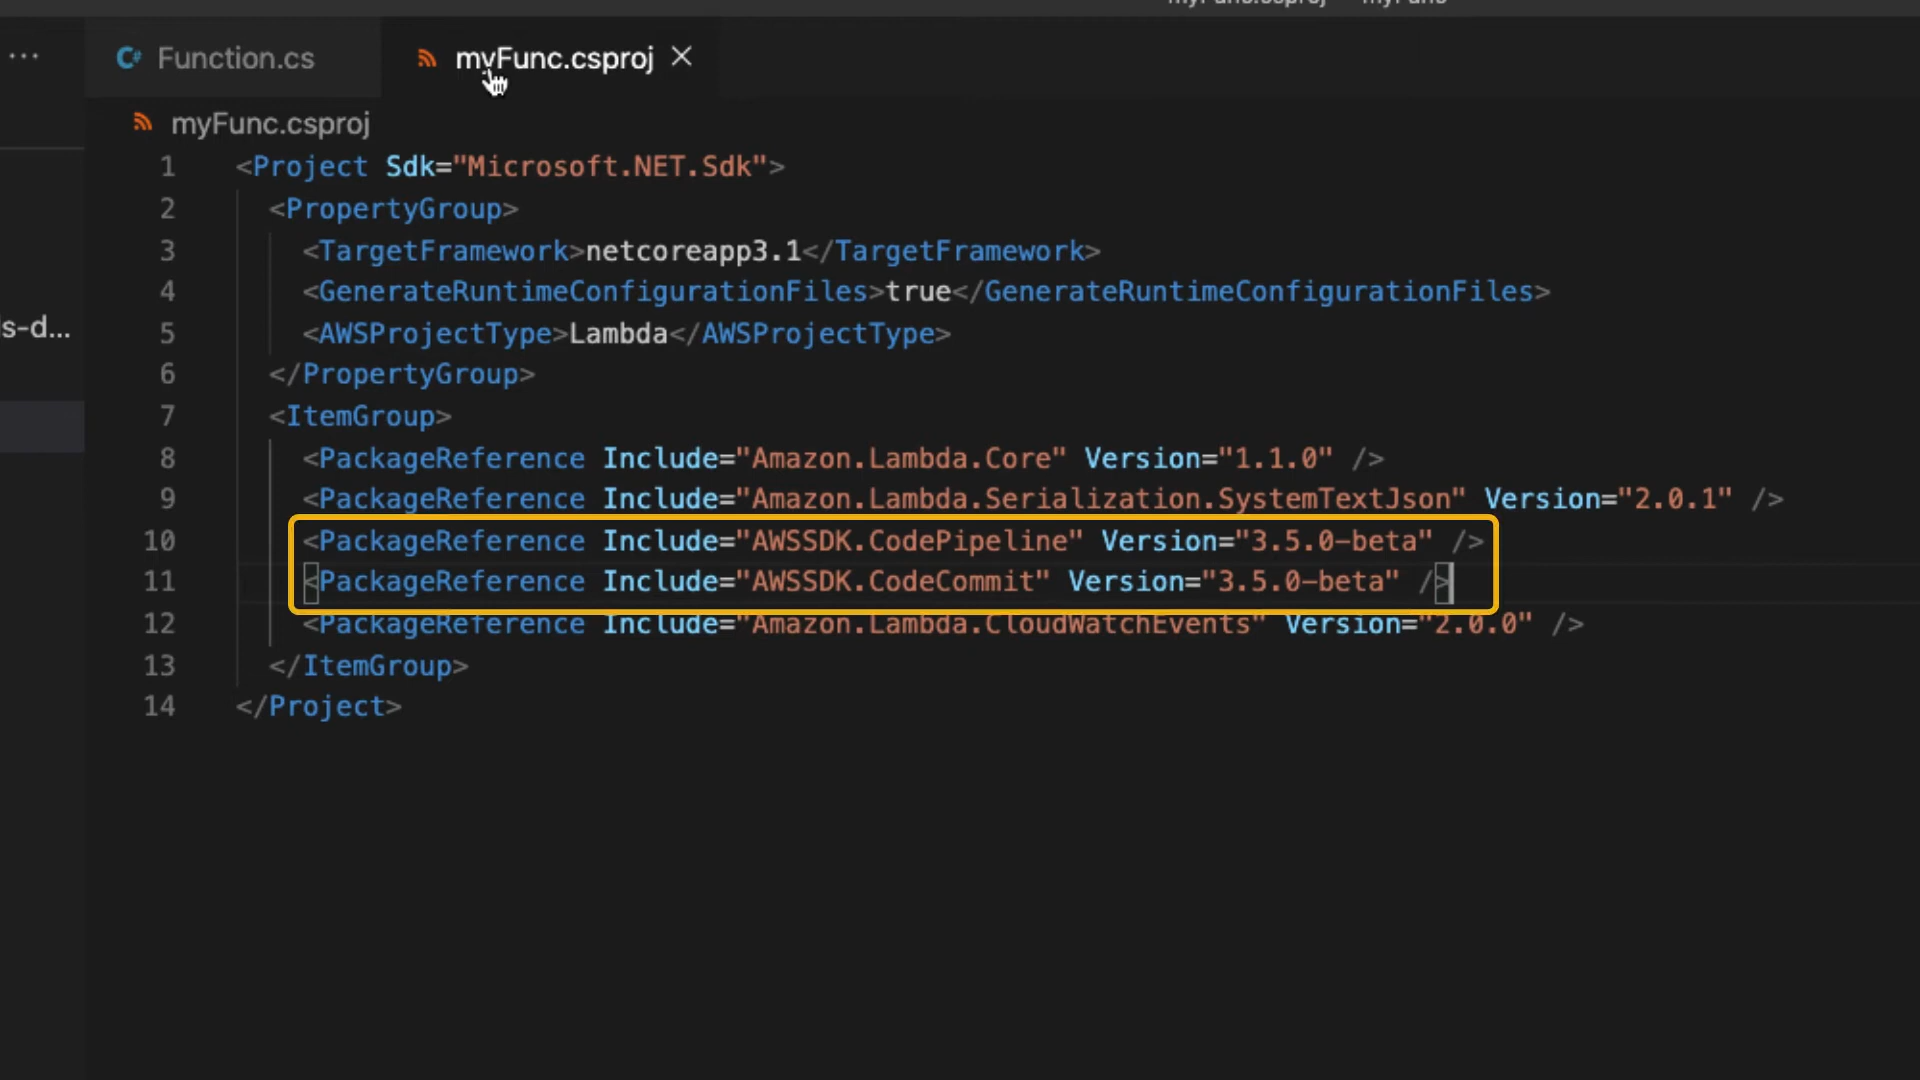 Function.cs
myFunc.csproj
myFunc.csproj
1 <Project Sdk="Microsoft.NET.Sdk">
2 <PropertyGroup>
3 <TargetFramework>netcoreapp3.1</TargetFramework>
4 <GenerateRuntimeConfigurationFiles>true</GenerateRuntimeConfigurationFiles>
5 <AWSProjectType>Lambda</AWSProjectType>
ls-d...
6 </PropertyGroup>
7 <ItemGroup>
8 <PackageReference Include="Amazon.Lambda.Core" Version="1.1.0" />
9 <PackageReference Include="Amazon.Lambda.Serialization.SystemTextJson" Version="2.0.1" />
10 <PackageReference Include="AWSSDK.CodePipeline" Version="3.5.0-beta" />
11 <PackageReference Include="AWSSDK.CodeCommit" Version="3.5.0-beta" />
12 <PackageReference Include="Amazon.Lambda.CloudWatchEvents" Version="2.0.0" />
13 </ItemGroup>
14 </Project>